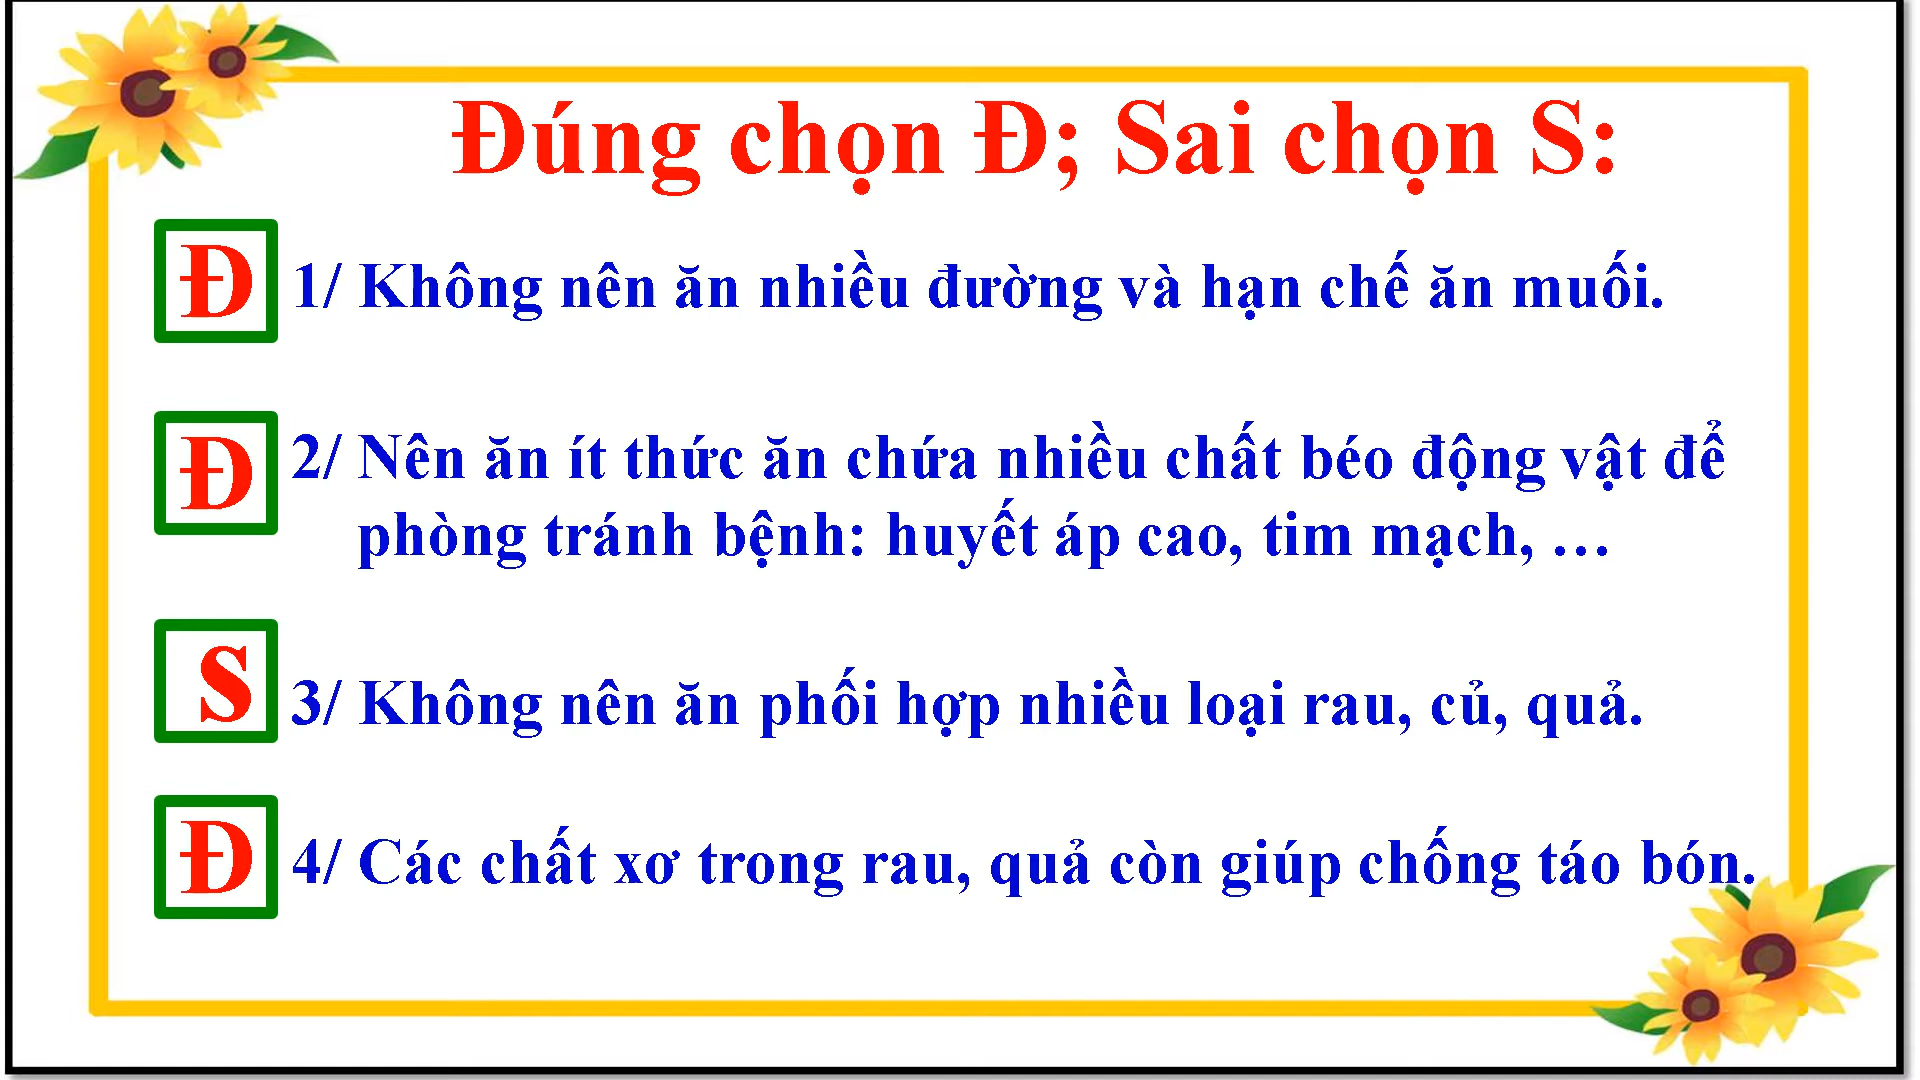 Đúng chọn Đ; Sai chọn S:
Đ 1/ Không nên ăn nhiều đường và hạn chế ăn muối.
Đ 2/ Nên ăn ít thức ăn chứa nhiều chất béo động vật để
phòng tránh bệnh: huyết áp cao, tim mạch, …
S 3/ Không nên ăn phối hợp nhiều loại rau, củ, quả.
Đ 4/ Các chất xơ trong rau, quả còn giúp chống táo bón.